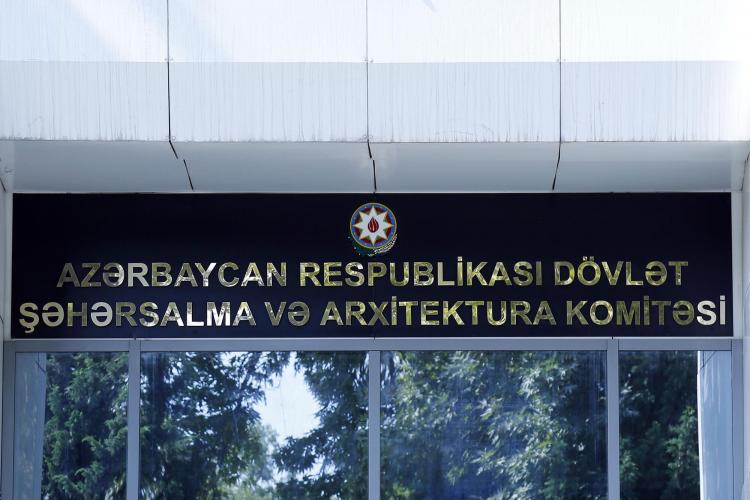 AZƏRBAYCAN RESPUBLİKASI DÖVLƏT
ŞƏHƏRSALMA VƏ ARXİTEKTURA KOMİTƏSİ